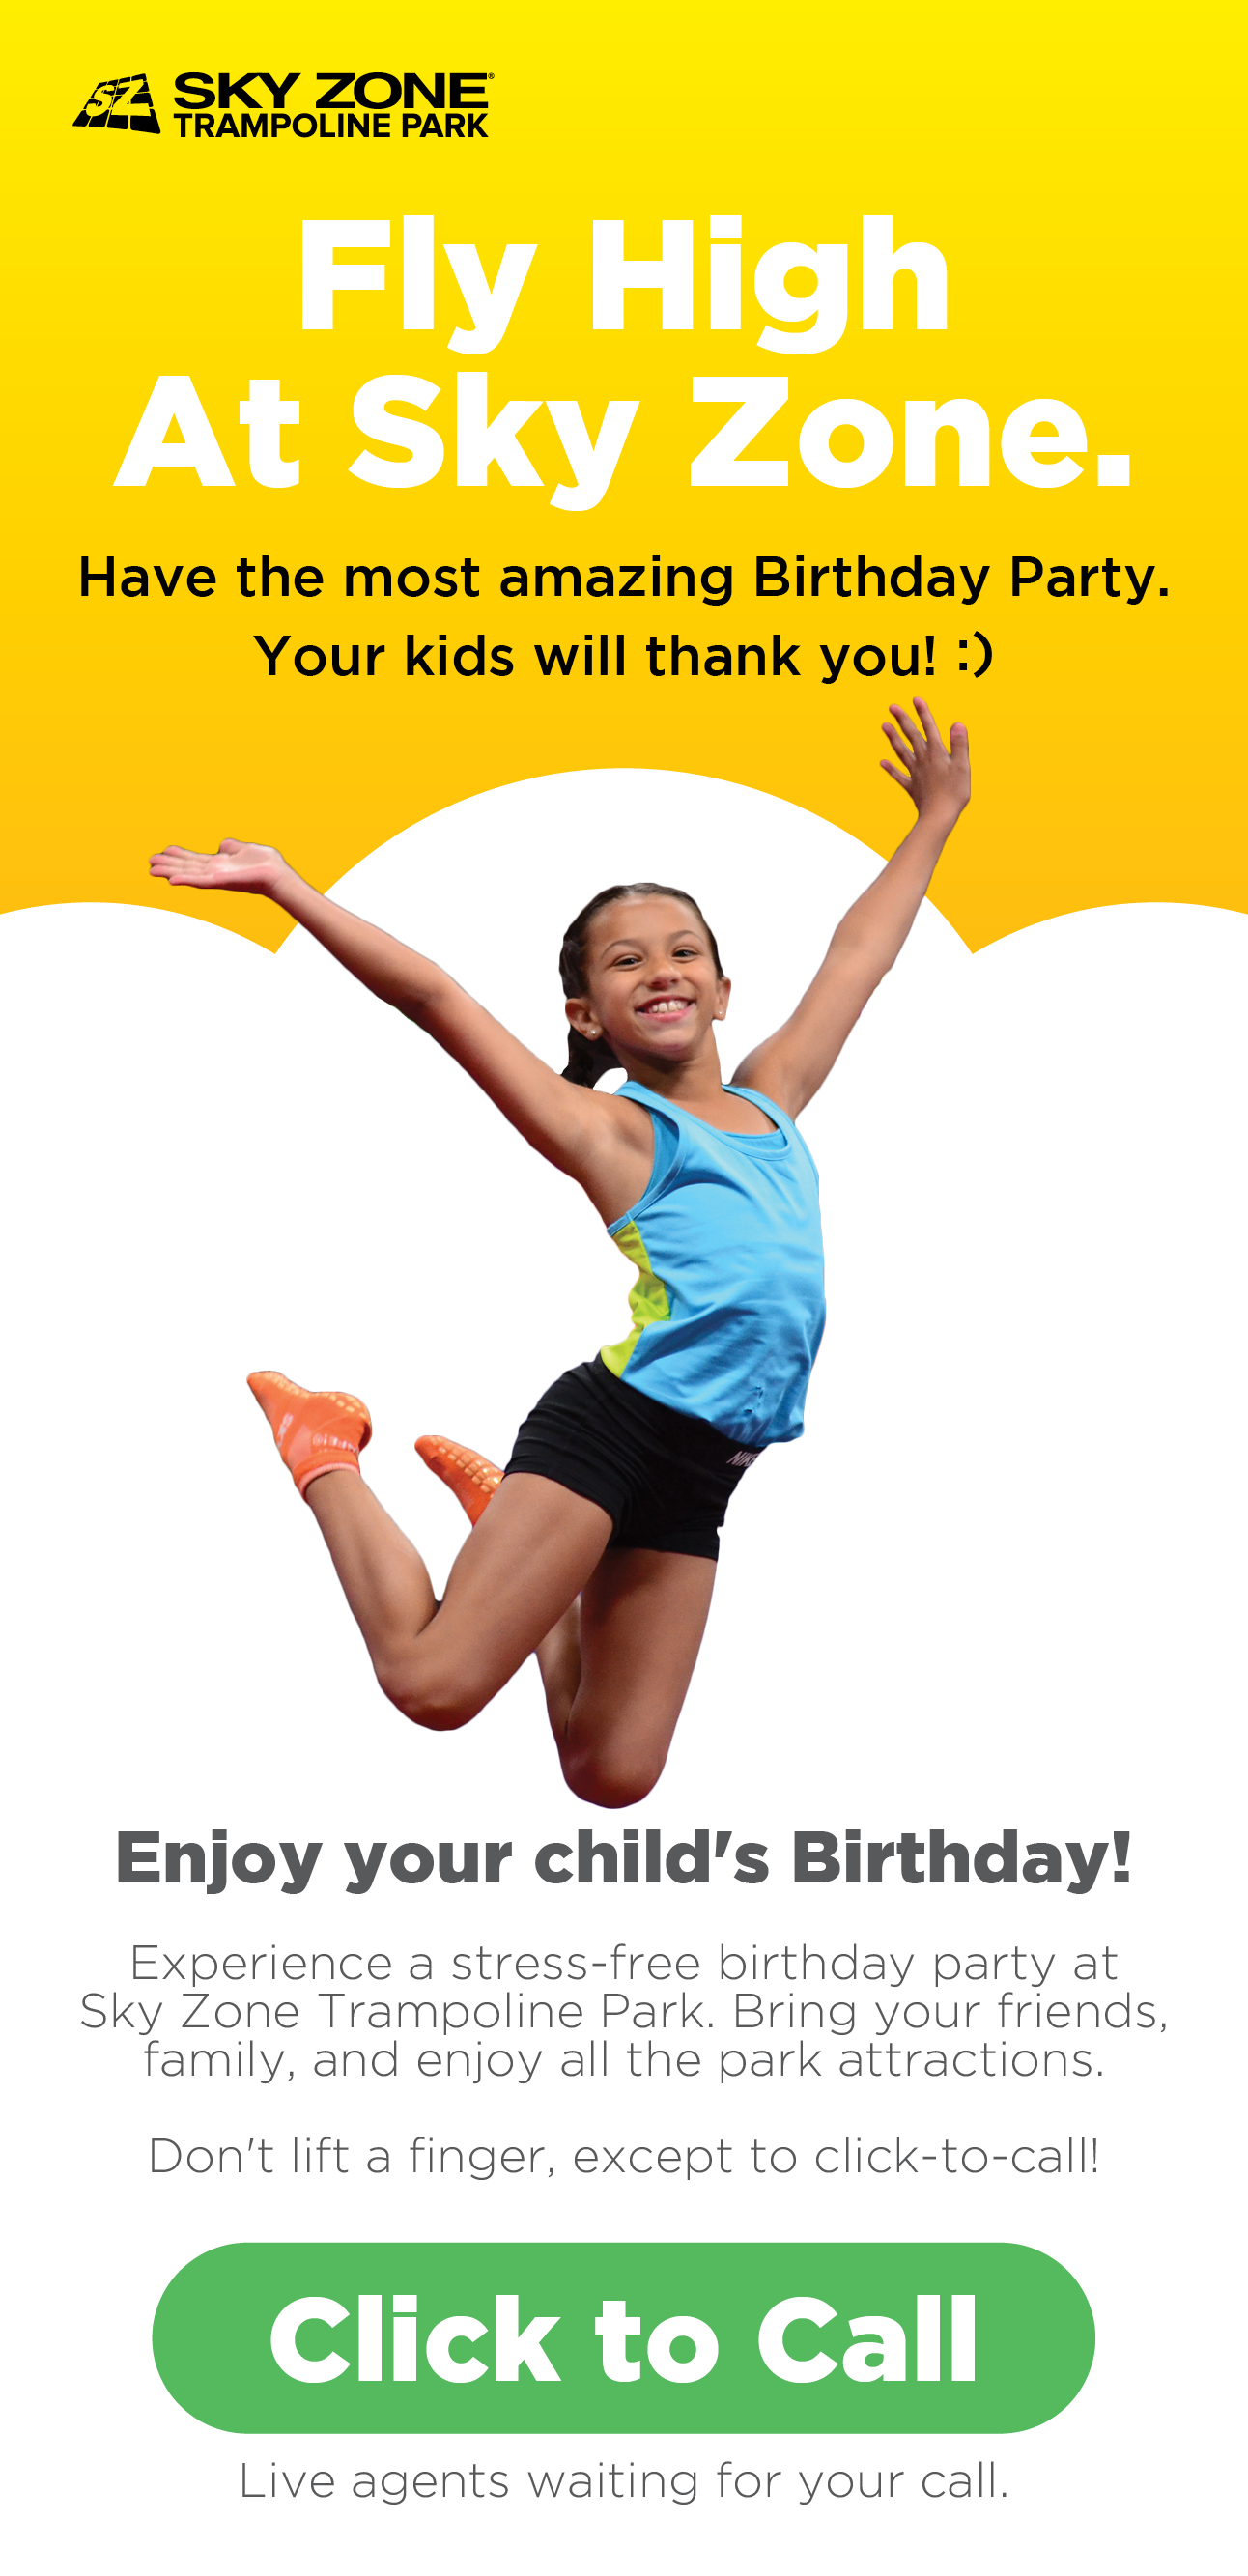 SZ SKY ZONE®
TRAMPOLINE PARK
Fly High
At Sky Zone.
Have the most amazing Birthday Party.
Your kids will thank you! :)
Enjoy your child's Birthday!
Experience a stress-free birthday party at
Sky Zone Trampoline Park. Bring your friends,
family, and enjoy all the park attractions.
Don't lift a finger, except to click-to-call!
Click to Call
Live agents waiting for your call.